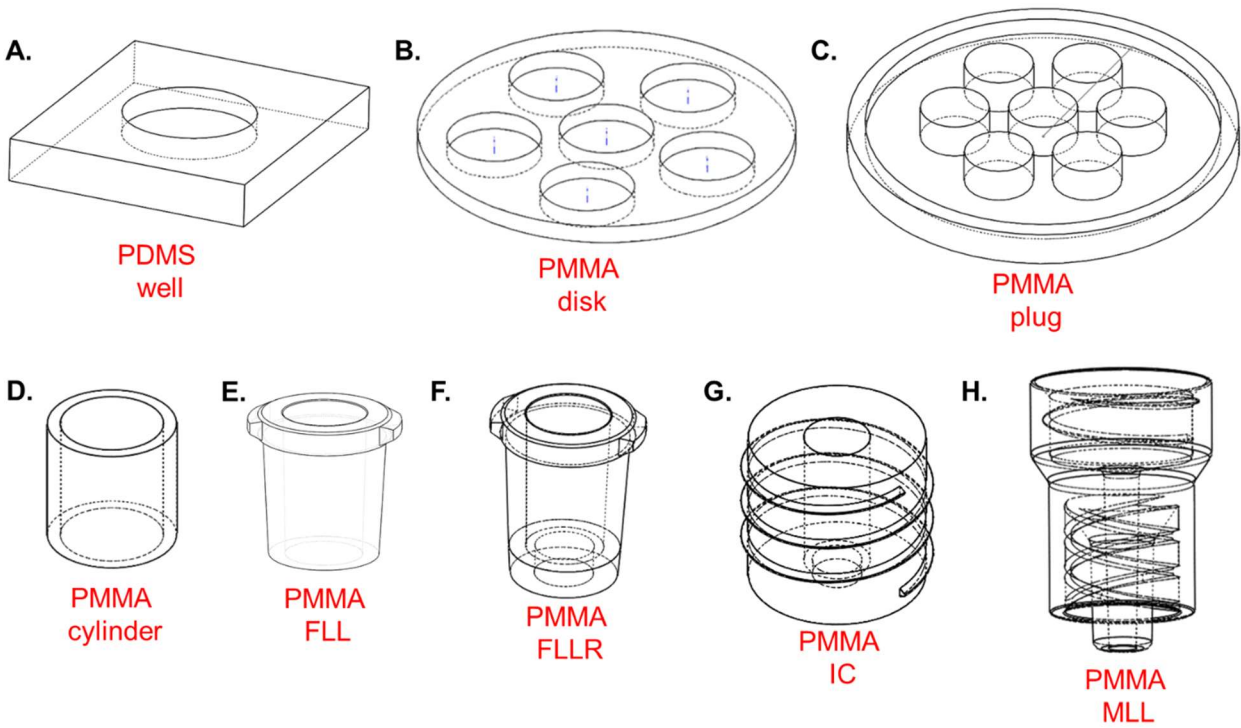 A.
B.
C.
PDMS
well
PMMA
disk
PMMA
plug
D.
E.
F.
G.
H.
PMMA
cylinder
PMMA
FLL
PMMA
FLLR
PMMA
IC
PMMA
MLL